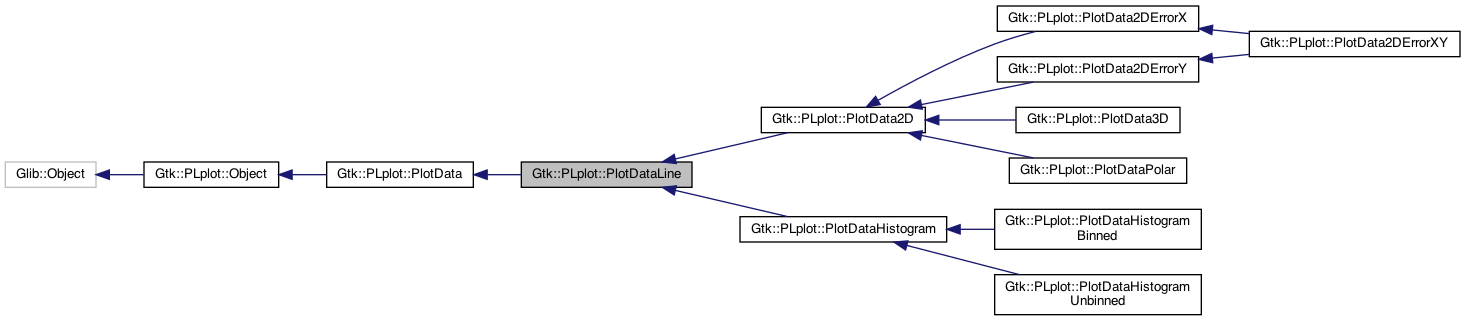 Gtk::PLplot::PlotData2DErrorX
Gtk::PLplot::PlotData2DErrorXY
Gtk::PLplot::PlotData2DErrorY
Gtk::PLplot::PlotData2D
Gtk::PLplot::PlotData3D
Glib::Object
Gtk::PLplot::Object
Gtk::PLplot::PlotData
Gtk::PLplot::PlotDataLine
Gtk::PLplot::PlotDataPolar
Gtk::PLplot::PlotDataHistogram
Gtk::PLplot::PlotDataHistogram
Binned
Gtk::PLplot::PlotDataHistogram
Unbinned